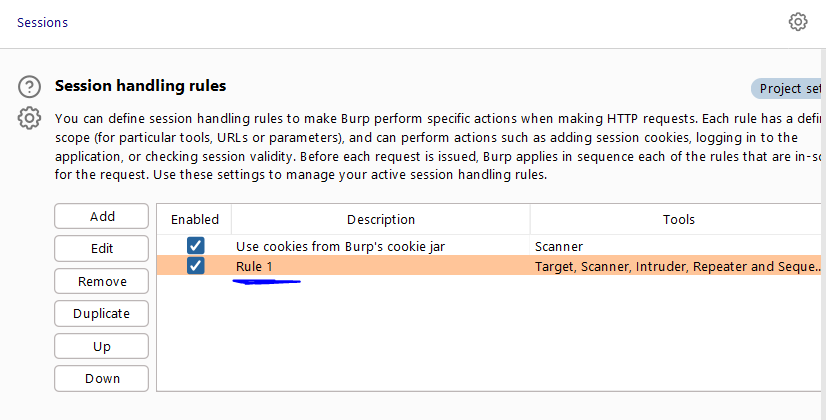 Sessions
Session handling rules
Project set
You can define session handling rules to make Burp perform specific actions when making HTTP requests. Each rule has a defi
scope (for particular tools, URLs or parameters), and can perform actions such as adding session cookies, logging in to the
application, or checking session validity. Before each request is issued, Burp applies in sequence each of the rules that are in-sc
for the request. Use these settings to manage your active session handling rules.
Add
Edit
Remove
Duplicate
Up
Down
Enabled Description Tools
Use cookies from Burp's cookie jar Scanner
Rule 1 Target, Scanner, Intruder, Repeater and Seque...